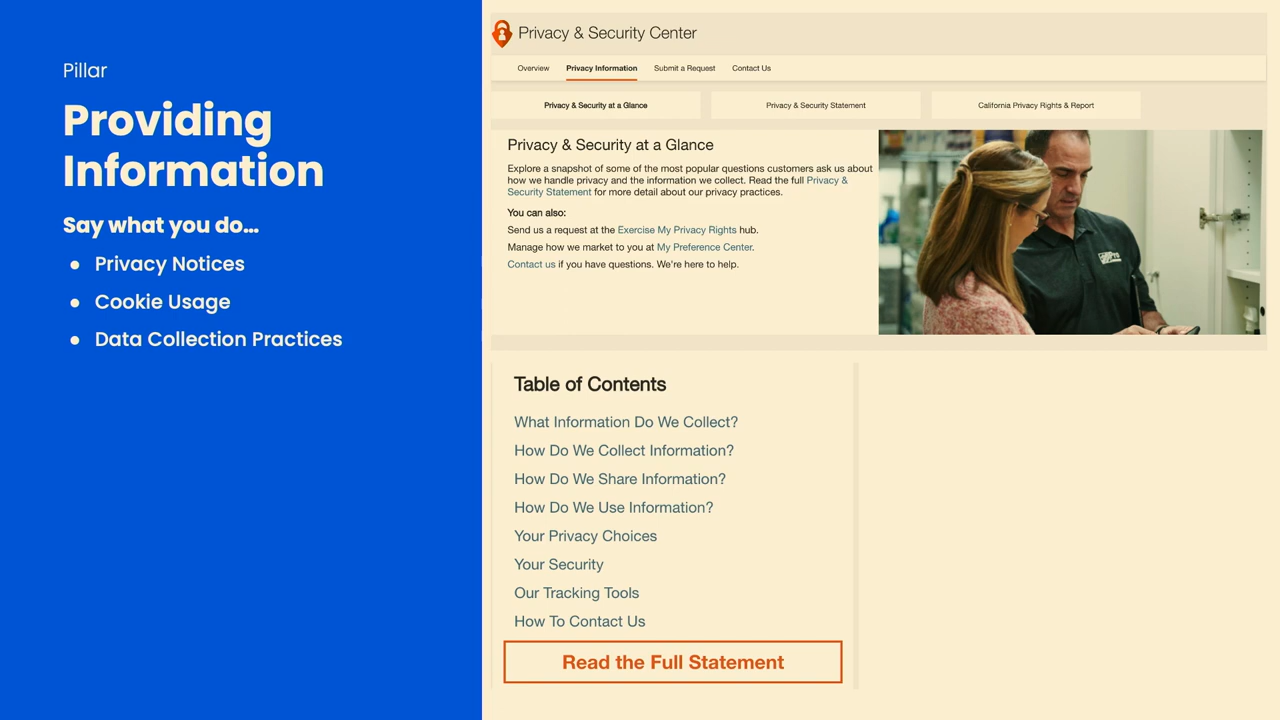 Pillar
Providing
Information
Say what you do...
● Privacy Notices
● Cookie Usage
● Data Collection Practices
Privacy & Security Center
Overview Privacy Information Submit a Request Contact Us
Privacy & Security at a Glance Privacy & Security Statement California Privacy Rights & Report
Privacy & Security at a Glance
Explore a snapshot of some of the most popular questions customers ask us about
how we handle privacy and the information we collect. Read the full Privacy &
Security Statement for more detail about our privacy practices.
You can also:
Send us a request at the Exercise My Privacy Rights hub.
Manage how we market to you at My Preference Center.
Contact us if you have questions. We're here to help.
Table of Contents
What Information Do We Collect?
How Do We Collect Information?
How Do We Share Information?
How Do We Use Information?
Your Privacy Choices
Your Security
Our Tracking Tools
How To Contact Us
Read the Full Statement